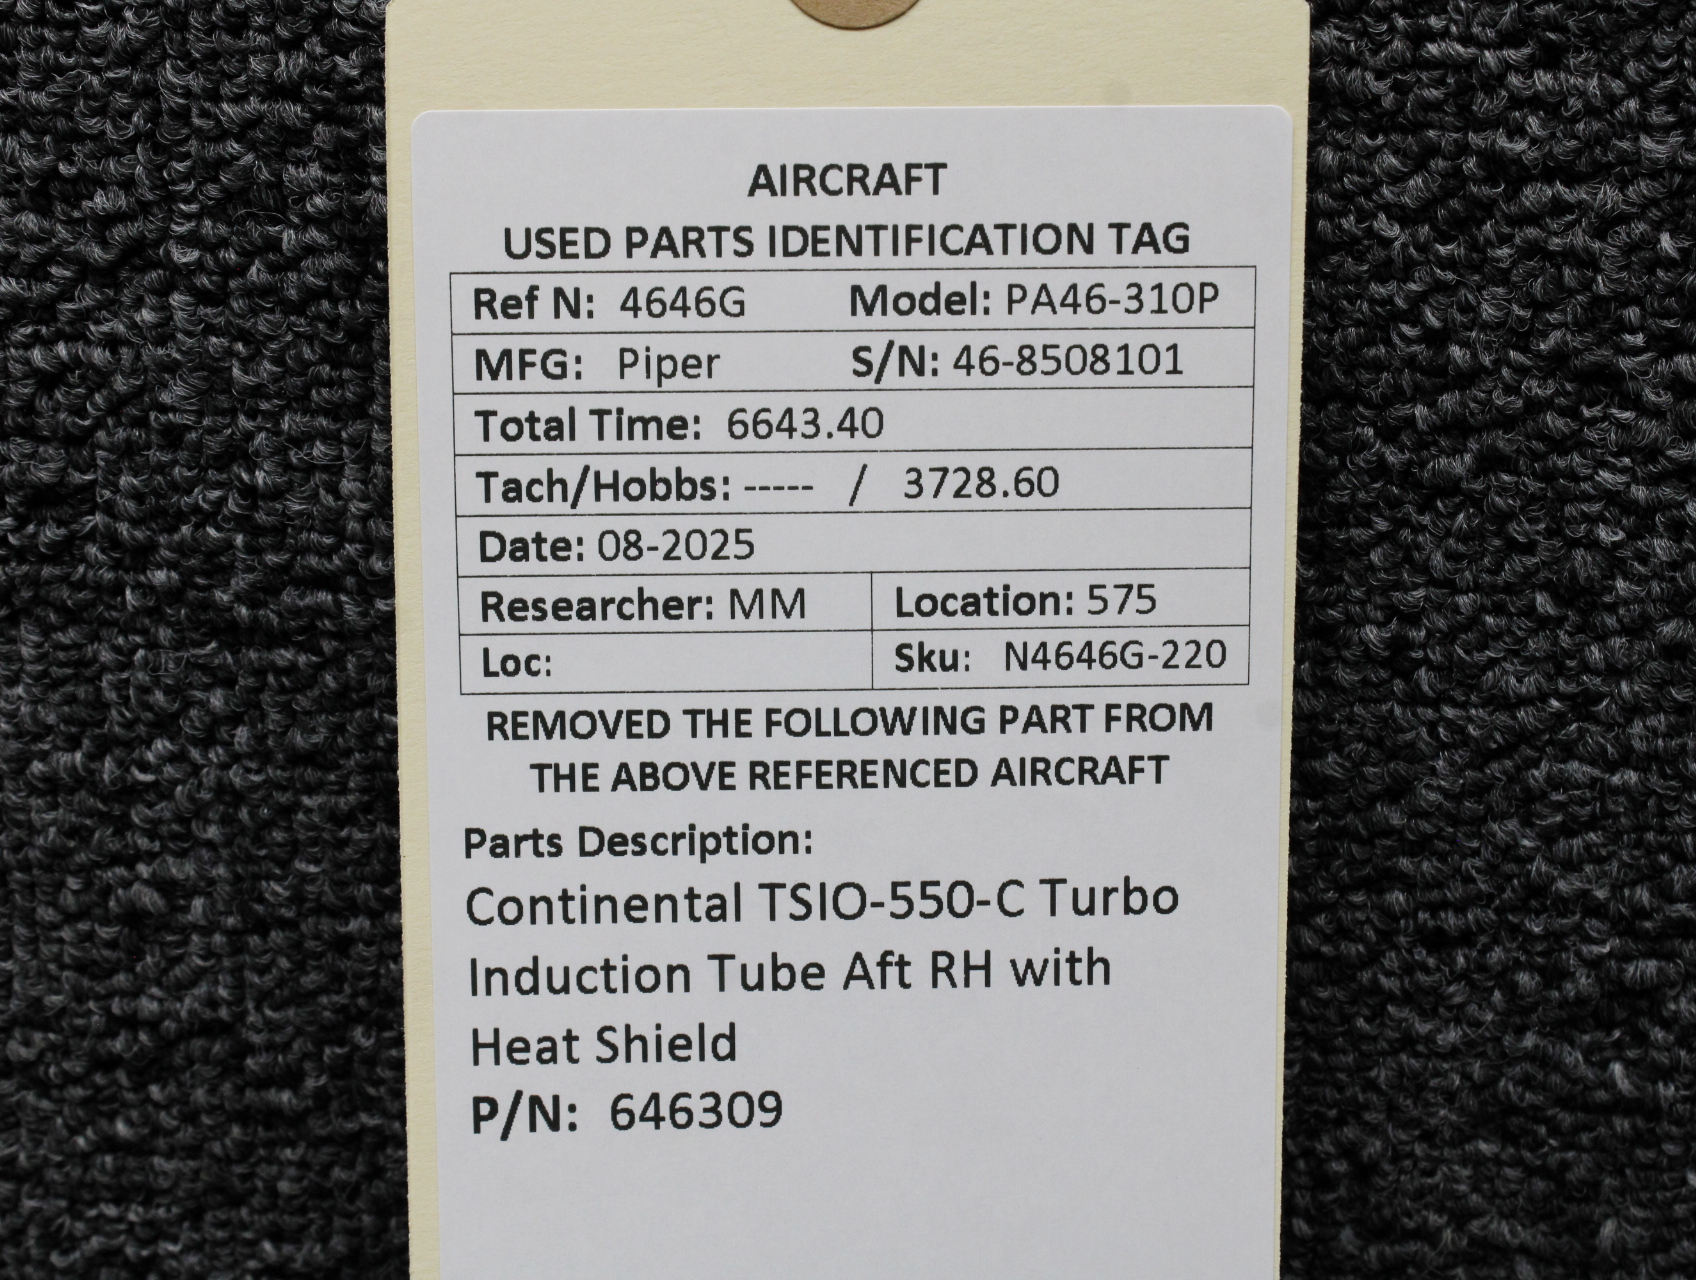 AIRCRAFT
USED PARTS IDENTIFICATION TAG
Ref N: 4646G Model: PA46-310P
MFG: Piper S/N: 46-8508101
Total Time: 6643.40
Tach/Hobbs: ----- / 3728.60
Date: 08-2025
Researcher: MM Location: 575
Loc: Sku: N4646G-220
REMOVED THE FOLLOWING PART FROM
THE ABOVE REFERENCED AIRCRAFT
Parts Description:
Continental TSIO-550-C Turbo
Induction Tube Aft RH with
Heat Shield
P/N: 646309